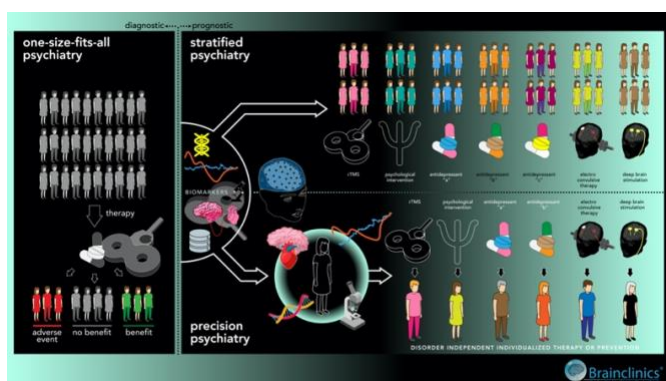 diagnostic
prognostic
one-size-fits-all
psychiatry
therapy
adverse
event
no benefit
benefit
stratified
psychiatry
BIOMARKERS
rTMS
psychological
intervention
antidepressant
antidepressant
antidepressant
electro
convulsive
therapy
deep brain
stimulation
rTMS
psychological
intervention
antidepressant
antidepressant
electro
convulsive
therapy
deep brain
stimulation
precision
psychiatry
DISORDER INDEPENDENT INDIVIDUALIZED THERAPY OR PREVENTION
Brainclinics